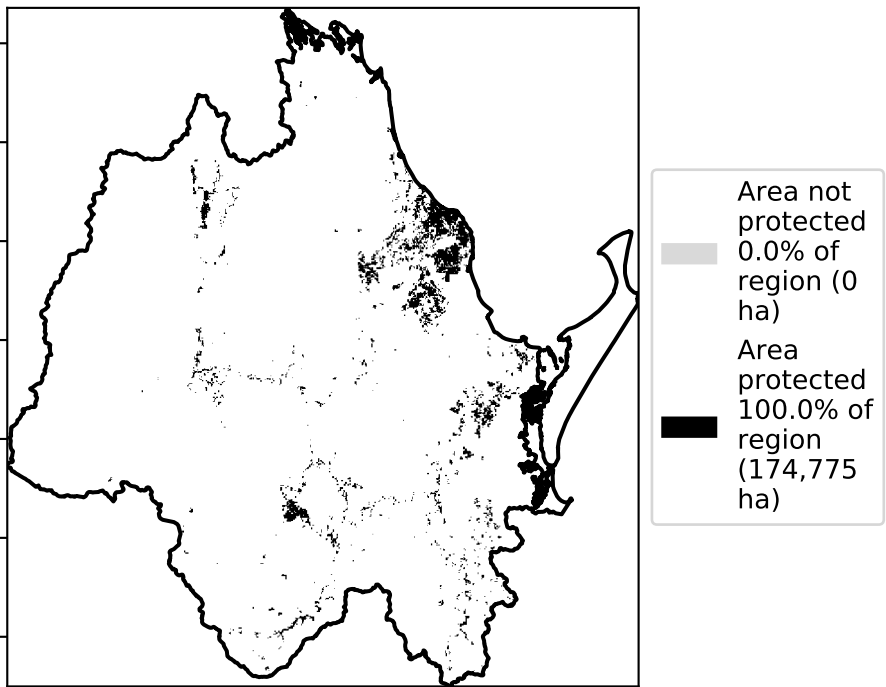 Area not
protected
0.0% of
region (0
ha)
Area
protected
100.0% of
region
(174,775
ha)